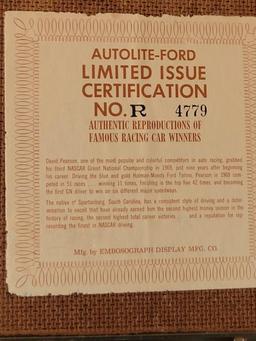 AUTOLITE-FORD
LIMITED ISSUE
CERTIFICATION
NO. R 4779
AUTHENTIC REPRODUCTIONS OF
FAMOUS RACING CAR WINNERS
David Pearson, one of the most popular and colorful competitors in auto racing, grabbed
his third NASCAR Grand National Championship in 1969, just nine years after beginning
his career. Driving the blue and gold Holman-Moody Ford Torino, Pearson in 1969 com-
peted in 51 races . . . winning 11 times, finishing in the top five 42 times, and becoming
the first GN driver to win on six different major speedways.
The native of Spartanburg, South Carolina, has a consistent style of driving and a deter-
mination to excell that have already earned him the second highest money season in the
history of racing, the second highest total career victories . . . and a reputation for rep-
resenting the finest in NASCAR driving.
Mfg. by EMBOSOGRAPH DISPLAY MFG. CO.